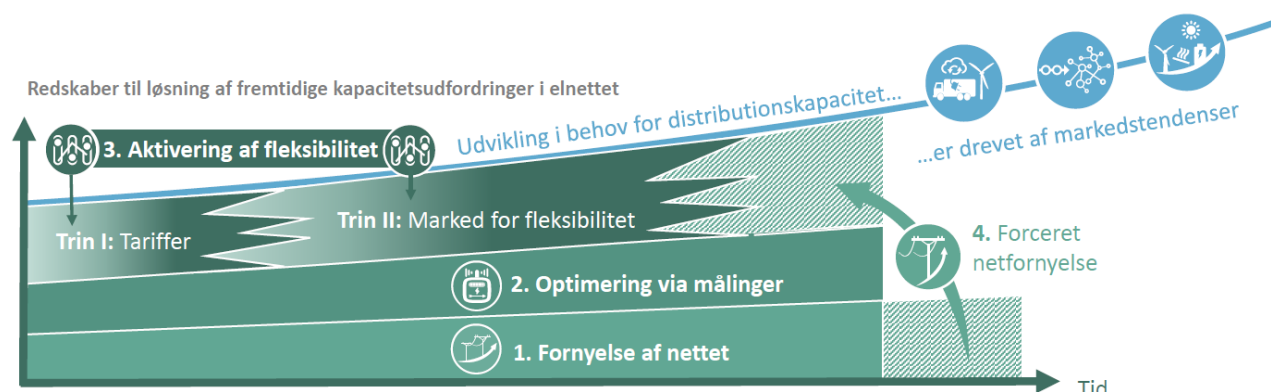 Redskaber til løsning af fremtidige kapacitetsudfordringer i elnettet
Udvikling i behov for distributionskapacitet...
...er drevet af markedstendenser
3. Aktivering af fleksibilitet
Trin I: Tariffer
Trin II: Marked for fleksibilitet
4. Forceret
netfornyelse
2. Optimering via målinger
1. Fornyelse af nettet
Tid